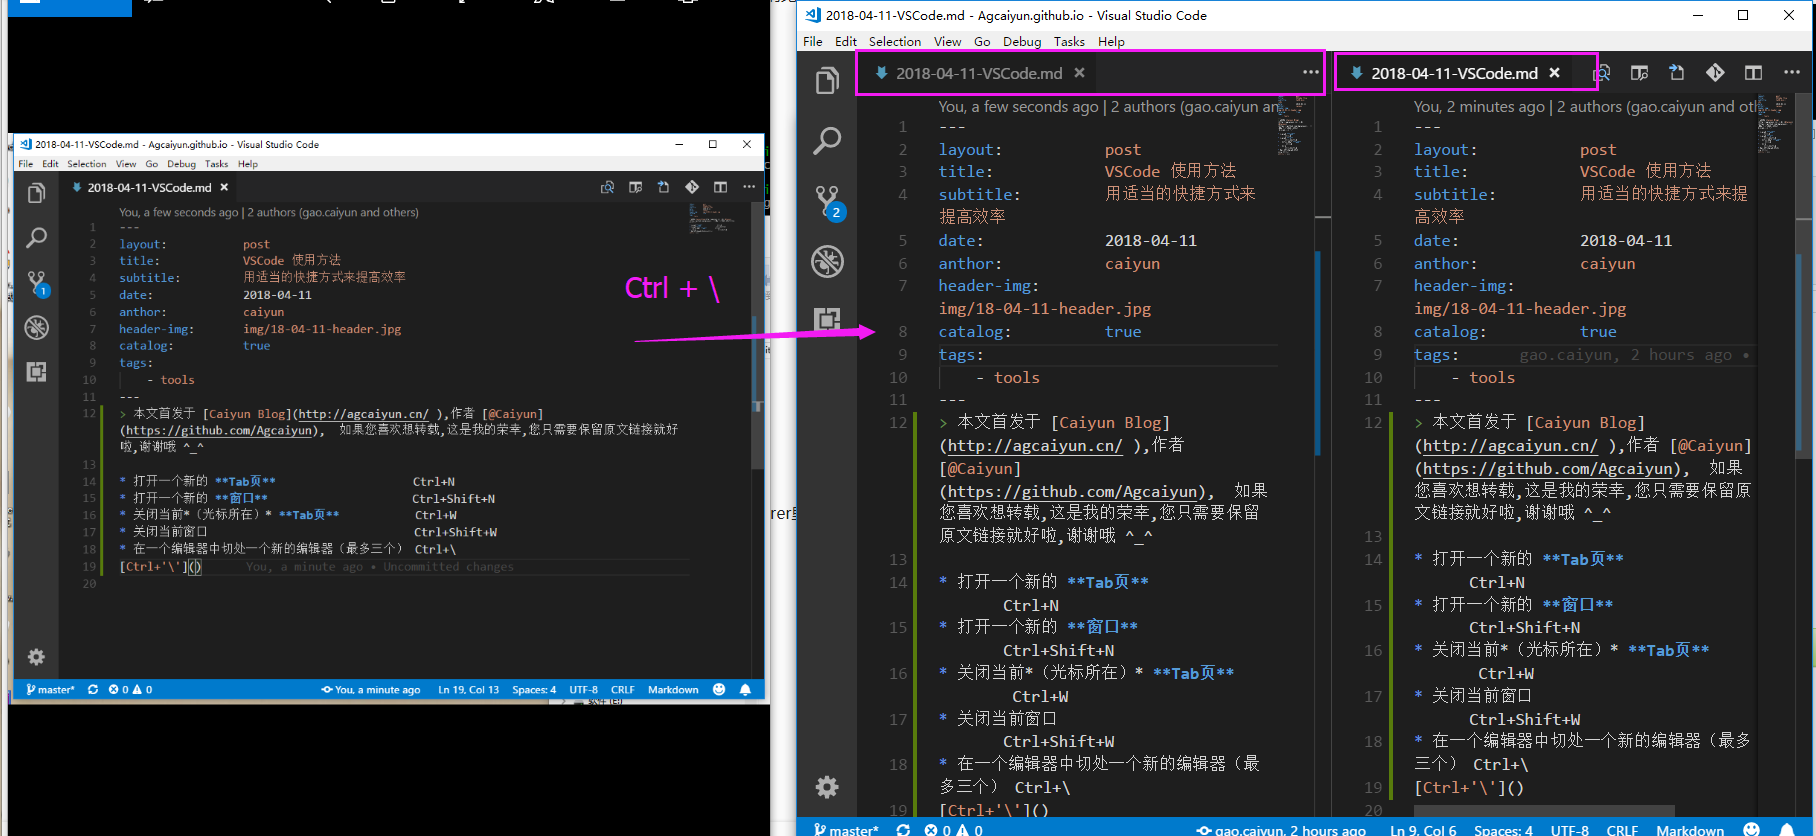 2018-04-11-VSCode.md - Agcaiyun.github.io - Visual Studio Code
File Edit Selection View Go Debug Tasks Help
2018-04-11-VSCode.md
You, a few seconds ago | 2 authors (gao.caiyun and others)
1 ---
2 layout: post
3 title: VSCode 使用方法
4 subtitle: 用适当的快捷方式来提高效率
5 date: 2018-04-11
6 anthor: caiyun
7 header-img: img/18-04-11-header.jpg
8 catalog: true
9 tags:
10 - tools
11 ---
12 > 本文首发于 [Caiyun Blog](http://agcaiyun.cn/ ),作者 [@Caiyun]
(https://github.com/Agcaiyun), 如果您喜欢想转载,这是我的荣幸,您只需要保留原文链接就好
啦,谢谢哦 ^_^
13
14 * 打开一个新的 **Tab页** Ctrl+N
15 * 打开一个新的 **窗口** Ctrl+Shift+N
16 * 关闭当前*（光标所在）* **Tab页** Ctrl+W
17 * 关闭当前窗口 Ctrl+Shift+W
18 * 在一个编辑器中切处一个新的编辑器（最多三个） Ctrl+\
19 [Ctrl+'\']() You, a minute ago • Uncommitted changes
20
1
master* 0 0 You, a minute ago Ln 19, Col 13 Spaces: 4 UTF-8 CRLF Markdown
Ctrl + \
2018-04-11-VSCode.md - Agcaiyun.github.io - Visual Studio Code
File Edit Selection View Go Debug Tasks Help
2
2018-04-11-VSCode.md
You, a few seconds ago | 2 authors (gao.caiyun an
1 ---
2 layout: post
3 title: VSCode 使用方法
4 subtitle: 用适当的快捷方式来
提高效率
5 date: 2018-04-11
6 anthor: caiyun
7 header-img:
img/18-04-11-header.jpg
8 catalog: true
9 tags:
10 - tools
11 ---
12 > 本文首发于 [Caiyun Blog]
(http://agcaiyun.cn/ ),作者
[@Caiyun]
(https://github.com/Agcaiyun), 如果
您喜欢想转载,这是我的荣幸,您只需要保留
原文链接就好啦,谢谢哦 ^_^
13
14 * 打开一个新的 **Tab页**
Ctrl+N
15 * 打开一个新的 **窗口**
Ctrl+Shift+N
16 * 关闭当前*（光标所在）* **Tab页**
Ctrl+W
17 * 关闭当前窗口
Ctrl+Shift+W
18 * 在一个编辑器中切处一个新的编辑器（最
多三个） Ctrl+\
19 [Ctrl+'\']()
2018-04-11-VSCode.md
You, 2 minutes ago | 2 authors (gao.caiyun and oth
1 ---
2 layout: post
3 title: VSCode 使用方法
4 subtitle: 用适当的快捷方式来提
高效率
5 date: 2018-04-11
6 anthor: caiyun
7 header-img:
img/18-04-11-header.jpg
8 catalog: true
9 tags: gao.caiyun, 2 hours ago •
10 - tools
11 ---
12 > 本文首发于 [Caiyun Blog]
(http://agcaiyun.cn/ ),作者 [@Caiyun]
(https://github.com/Agcaiyun), 如果
您喜欢想转载,这是我的荣幸,您只需要保留原
文链接就好啦,谢谢哦 ^_^
13
14 * 打开一个新的 **Tab页**
Ctrl+N
15 * 打开一个新的 **窗口**
Ctrl+Shift+N
16 * 关闭当前*（光标所在）* **Tab页**
Ctrl+W
17 * 关闭当前窗口
Ctrl+Shift+W
18 * 在一个编辑器中切处一个新的编辑器（最多
三个） Ctrl+\
19 [Ctrl+'\']()
20
master* 0 0 gao.caiyun, 2 hours ago Ln 9, Col 6 Spaces: 4 UTF-8 CRLF Markdown